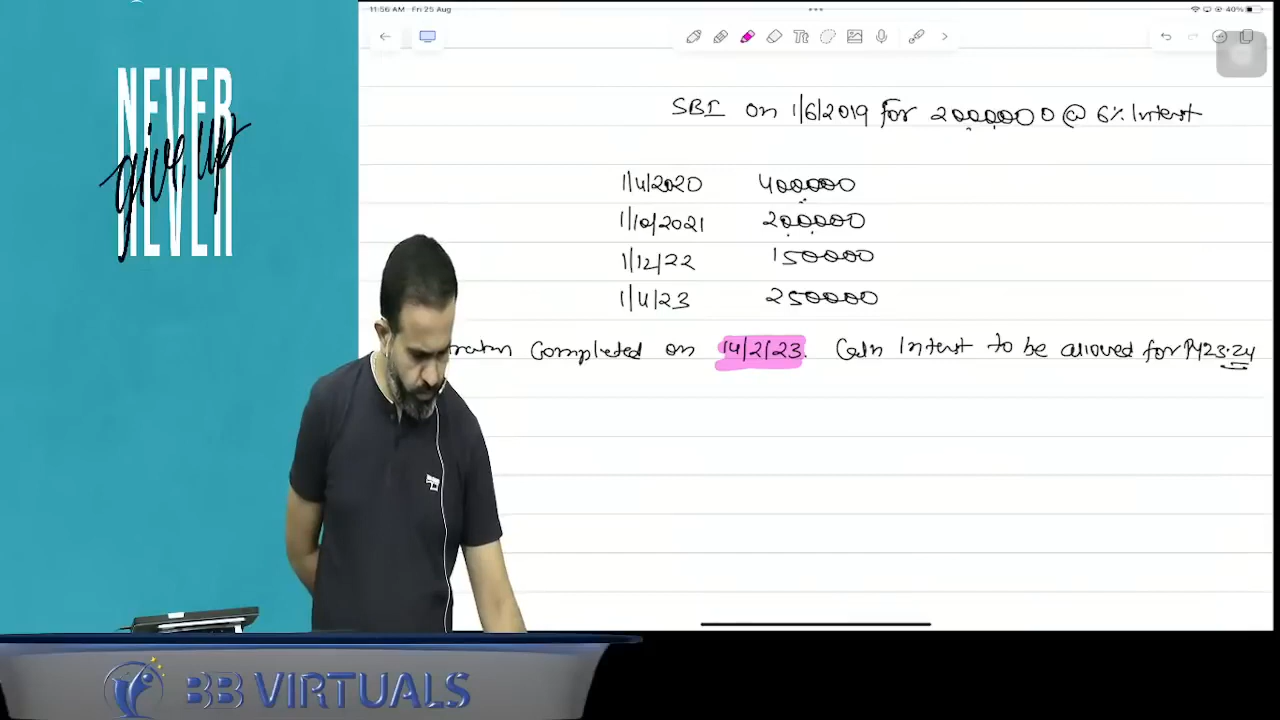 11:56 AM Fri 25 Aug
40%
NEVER
give up
NEVER
SBI on 1/6/2019 for 2000000 @ 6% Interest
1/4/2020 400000
1/10/2021 200000
1/12/22 150000
1/4/23 250000
Completed on 14/2/23. Caln Interst to be allowed for PY23-24
BB VIRTUALS